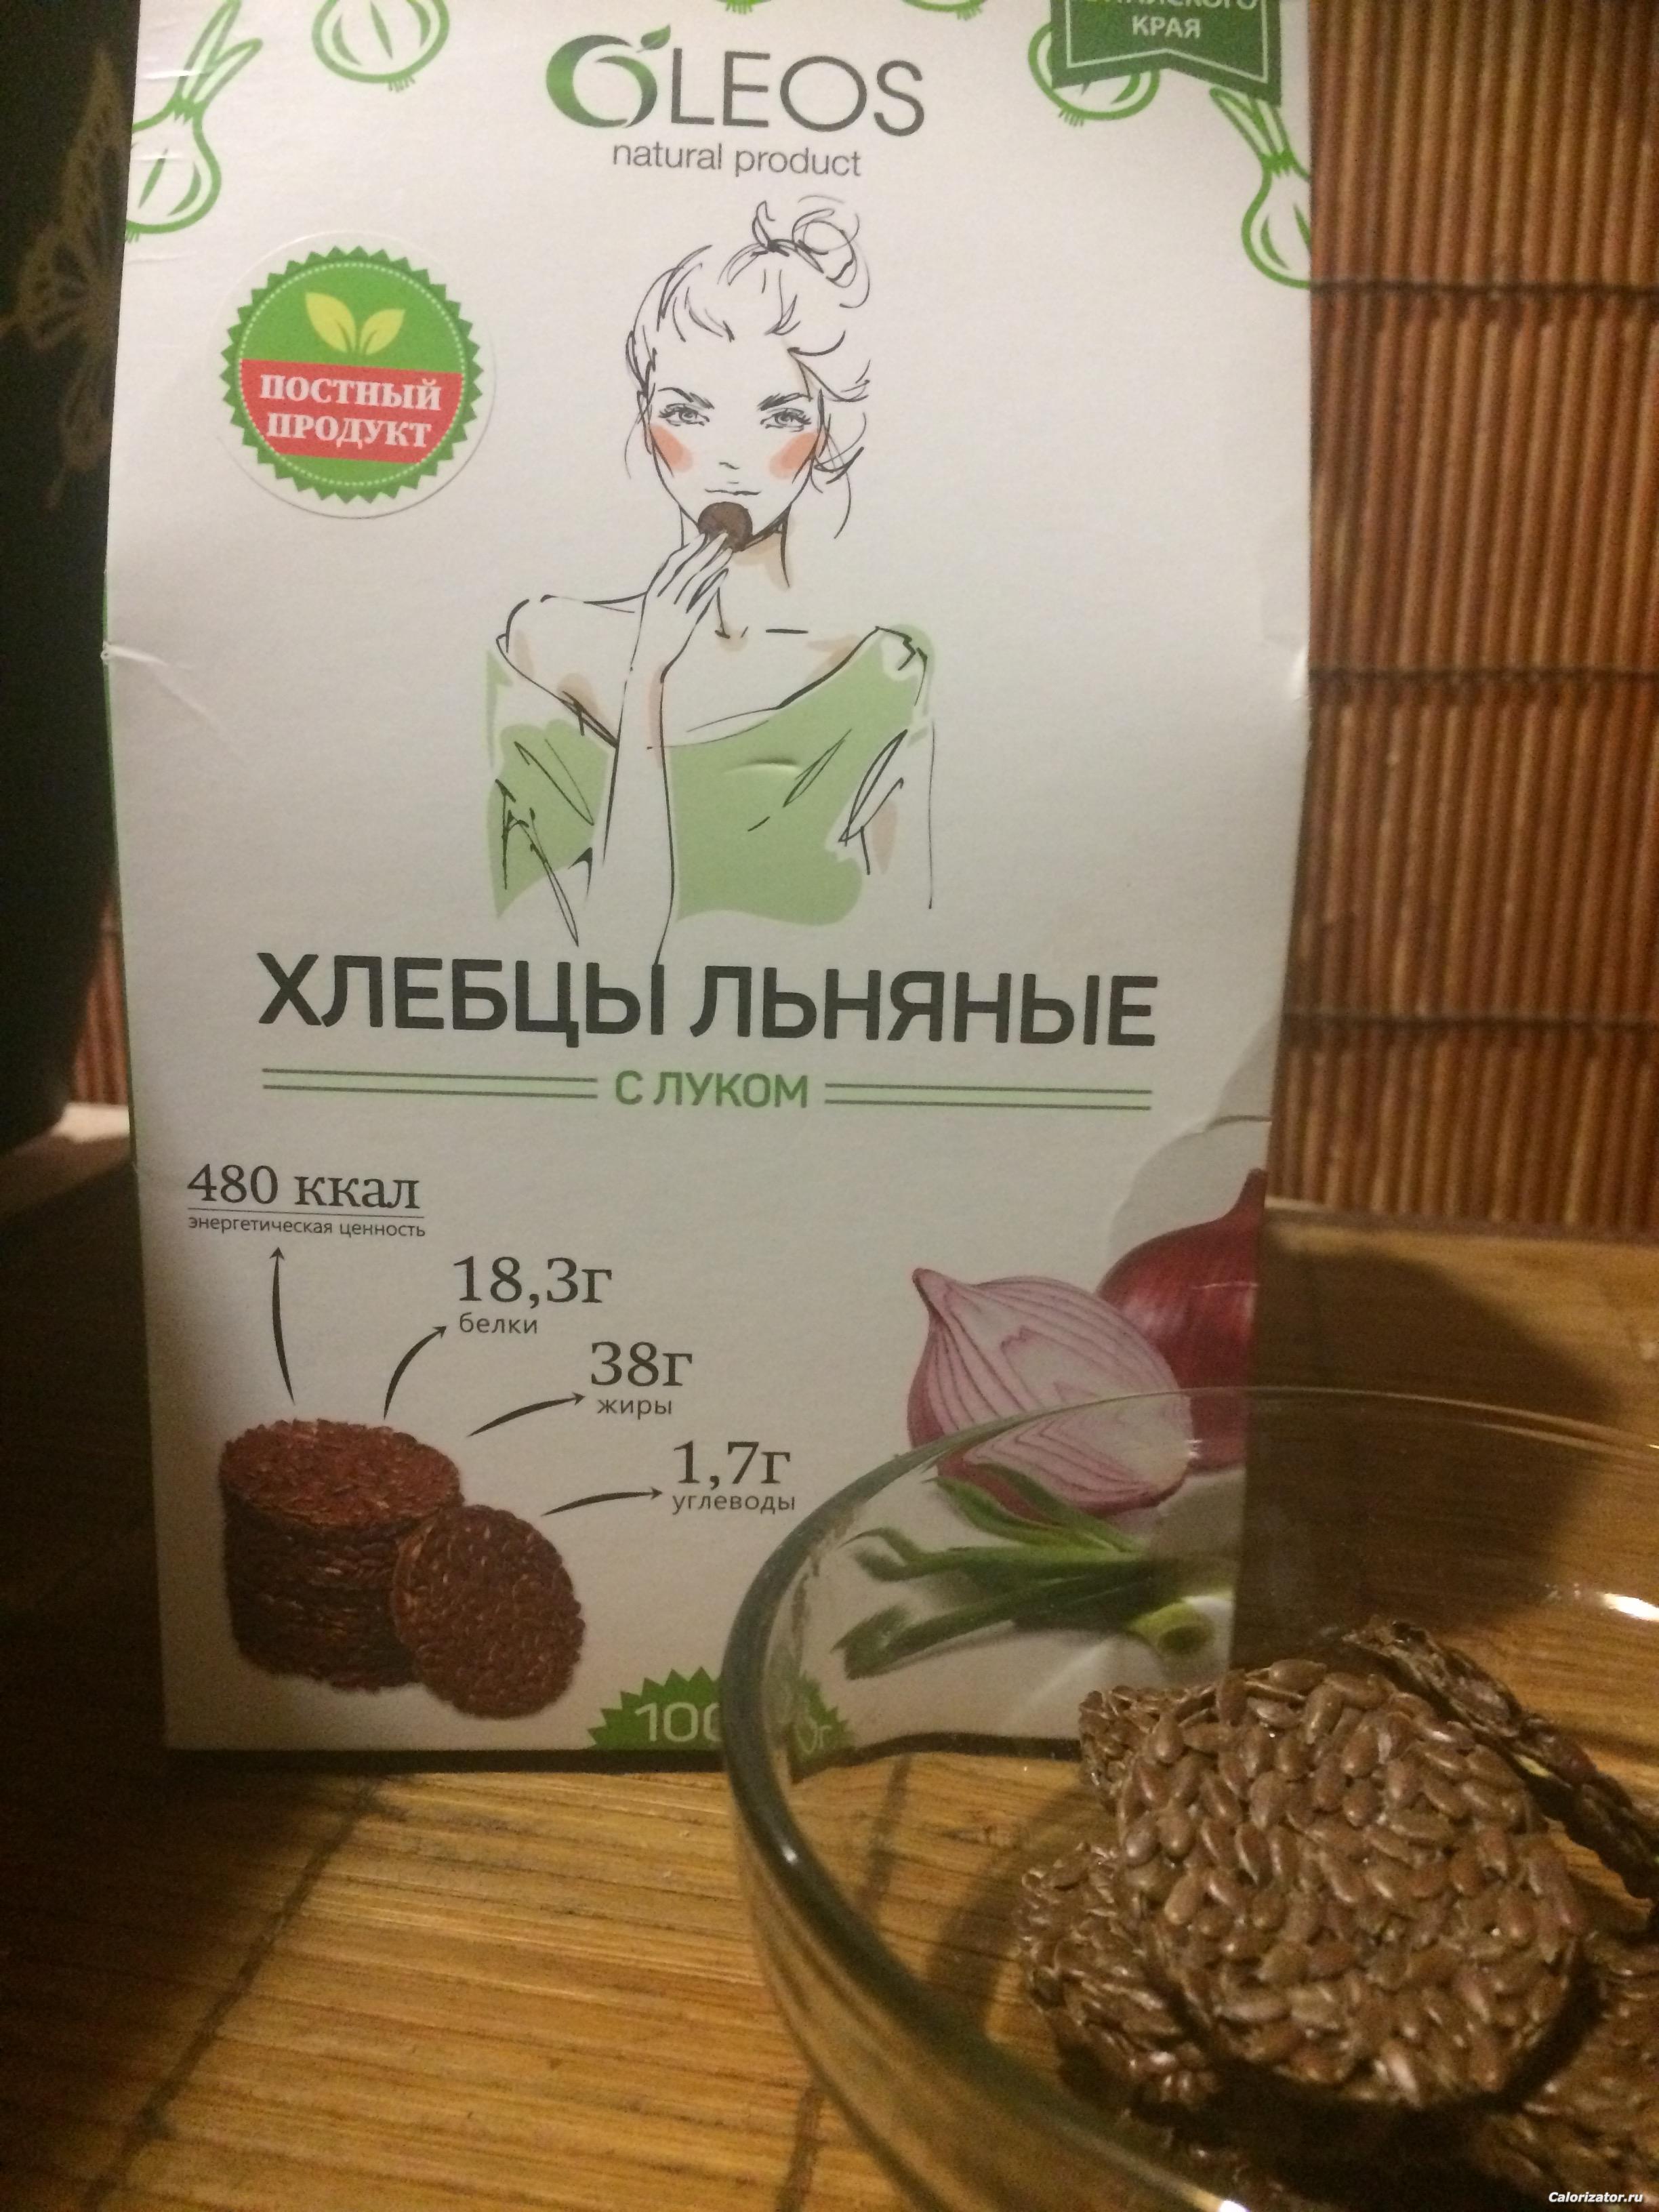 КРАЯ
OLEOS
natural product
ПОСТНЫЙ
ПРОДУКТ
ХЛЕБЦЫ ЛЬНЯНЫЕ
С ЛУКОМ
480 ккал
энергетическая ценность
18,3г
белки
38г
жиры
1,7г
углеводы
Calorizator.ru